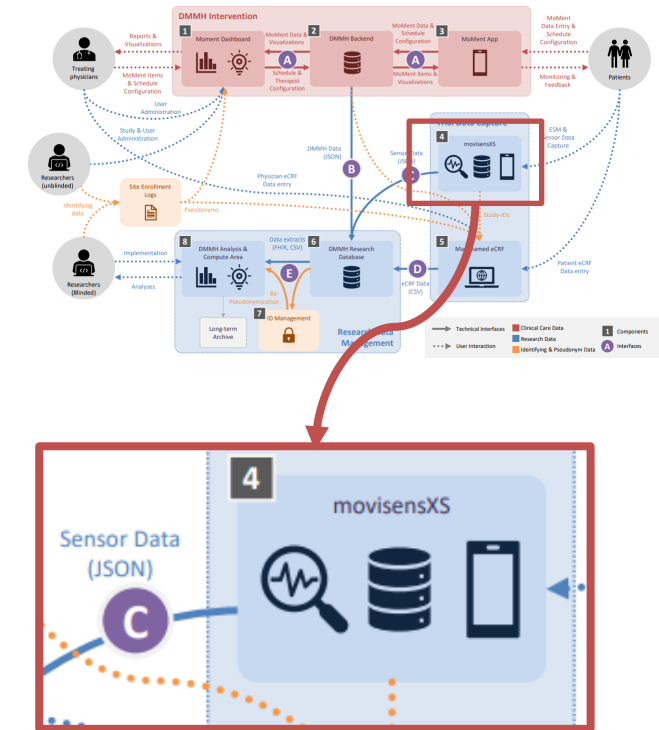 DMMH Intervention
1
Moment Dashboard
2
DMMH Backend
3
MoMent App
Reports &
Visualizations
MoMent Items
& Schedule
Configuration
MoMent Data &
Visualizations
A
Schedule &
Therapist
Configuration
MoMent Data &
Schedule
Configuration
A
MoMent Items &
Visualizations
MoMent
Data Entry &
Schedule
Configuration
Monitoring &
Feedback
Treating
physicians
Patients
User
Administration
Study & User
Administration
Researchers
(unblinded)
Identifying
data
Site Enrollment
Logs
Pseudonyms
Physician eCRF
Data entry
DMMH Data
(JSON)
B
Data Capture
4
movisensXS
ESM &
Sensor Data
Capture
Study-IDs
5
eCRF
Patient eCRF
Data entry
D
eCRF Data
(CSV)
Researchers
(Blinded)
Implementation
Analyses
8
DMMH Analysis &
Compute Area
Data extracts
(FHIR, CSV)
E
6
DMMH Research
Database
Re-
Pseudonymization
7
ID Management
Long-term
Archive
Research Data
Management
Technical Interfaces
User Interaction
Clinical Care Data
Research Data
Identifying & Pseudonym Data
1 Components
A Interfaces
4
movisensXS
Sensor Data
(JSON)
C